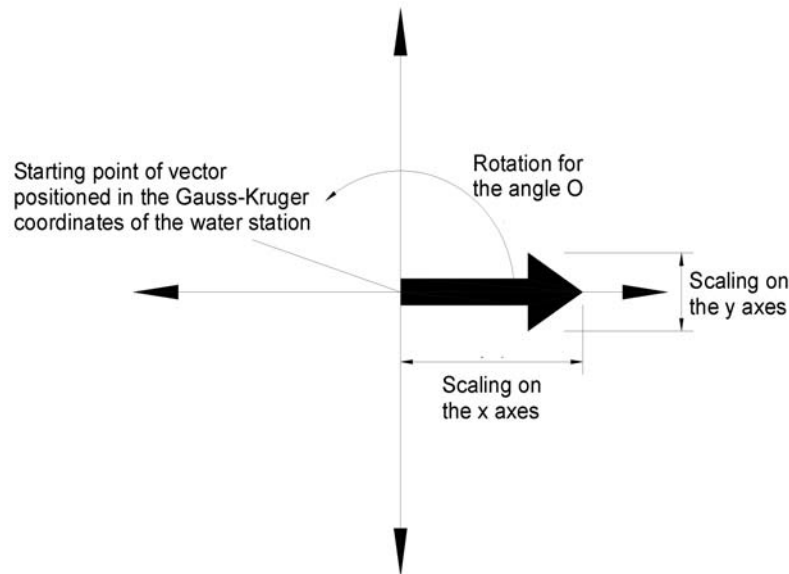 Starting point of vector
positioned in the Gauss-Kruger
coordinates of the water station
Rotation for
the angle O
Scaling on
the y axes
Scaling on
the x axes